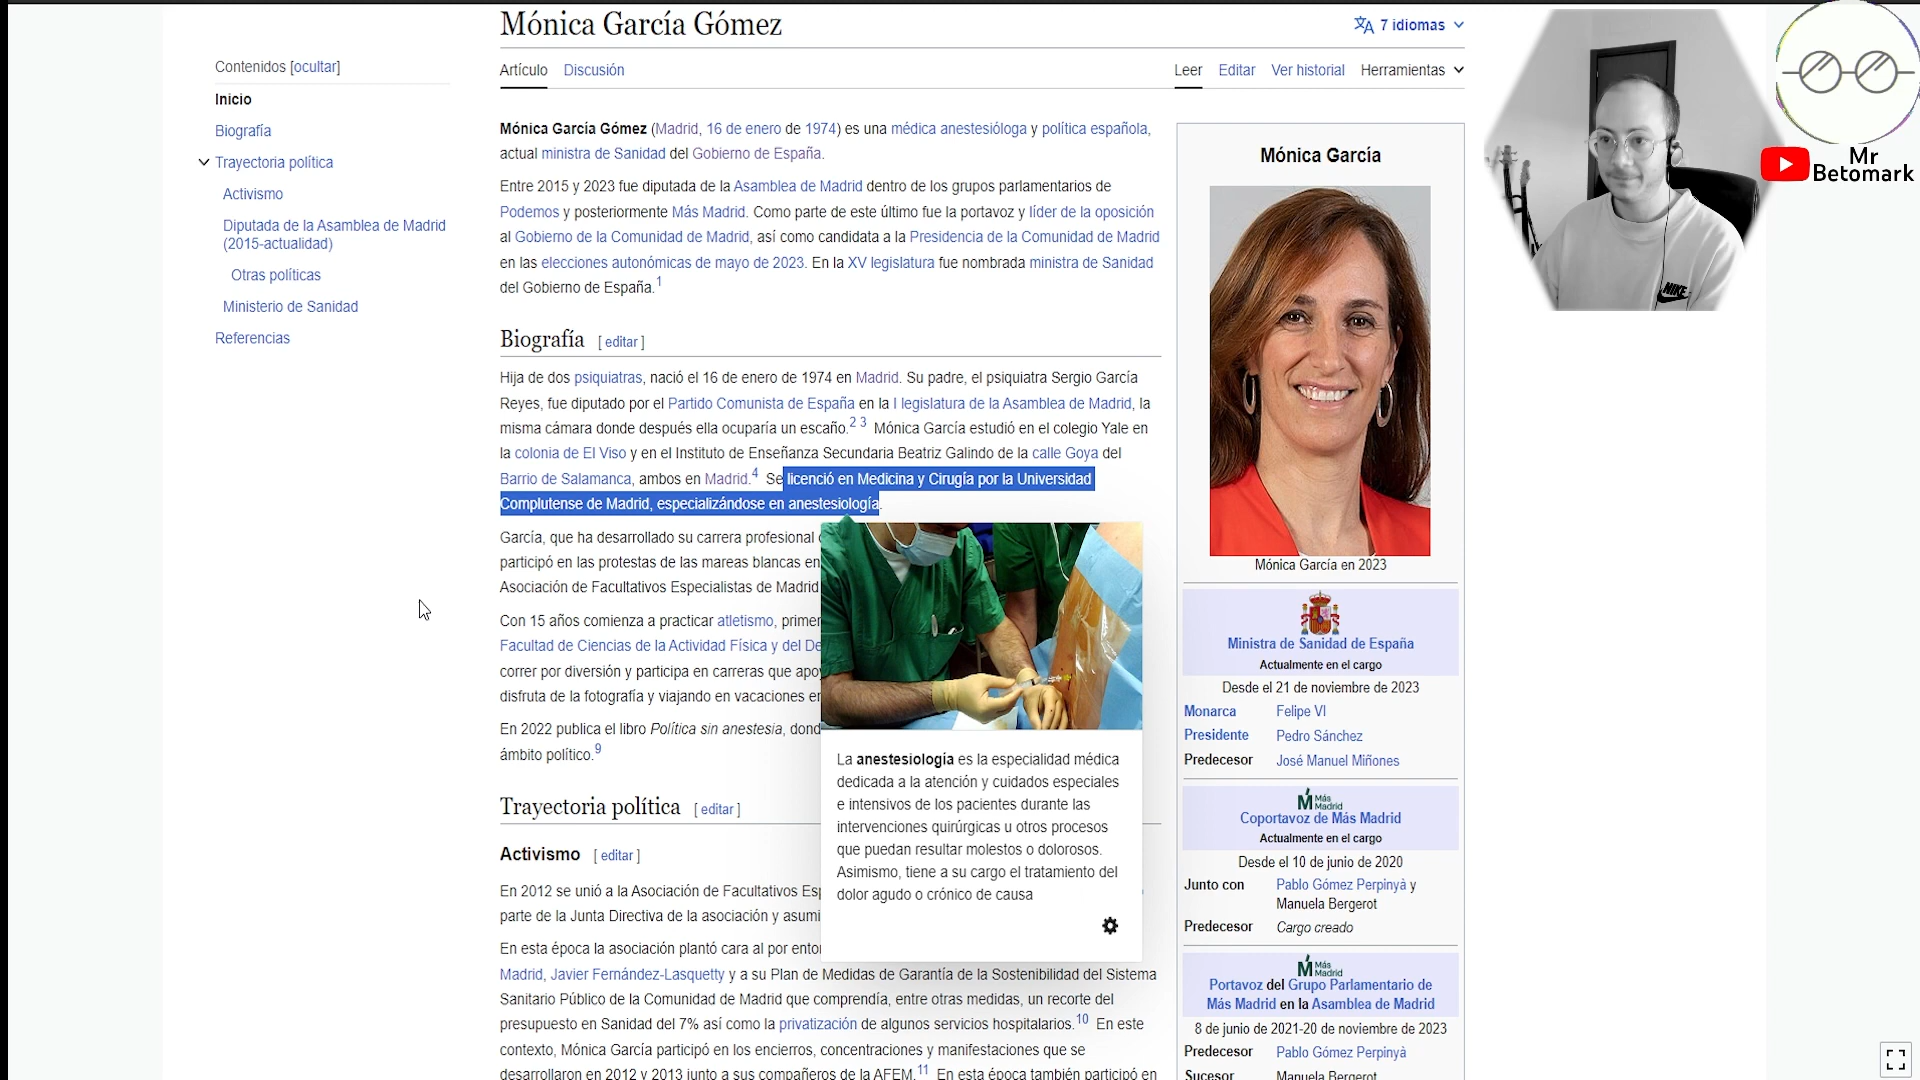 Mónica García Gómez
7 idiomas
Artículo Discusión
Leer Editar Ver historial Herramientas
Contenidos [ocultar]
Inicio
Biografía
Trayectoria política
Activismo
Diputada de la Asamblea de Madrid
(2015-actualidad)
Otras políticas
Ministerio de Sanidad
Referencias
Mónica García Gómez (Madrid, 16 de enero de 1974) es una médica anestesióloga y política española,
actual ministra de Sanidad del Gobierno de España.
Entre 2015 y 2023 fue diputada de la Asamblea de Madrid dentro de los grupos parlamentarios de
Podemos y posteriormente Más Madrid. Como parte de este último fue la portavoz y líder de la oposición
al Gobierno de la Comunidad de Madrid, así como candidata a la Presidencia de la Comunidad de Madrid
en las elecciones autonómicas de mayo de 2023. En la XV legislatura fue nombrada ministra de Sanidad
del Gobierno de España.1
Biografía [ editar ]
Hija de dos psiquiatras, nació el 16 de enero de 1974 en Madrid. Su padre, el psiquiatra Sergio García
Reyes, fue diputado por el Partido Comunista de España en la I legislatura de la Asamblea de Madrid, la
misma cámara donde después ella ocuparía un escaño.2 3 Mónica García estudió en el colegio Yale en
la colonia de El Viso y en el Instituto de Enseñanza Secundaria Beatriz Galindo de la calle Goya del
Barrio de Salamanca, ambos en Madrid.4 Se licenció en Medicina y Cirugía por la Universidad
Complutense de Madrid, especializándose en anestesiología.
García, que ha desarrollado su carrera profesional
participó en las protestas de las mareas blancas en
Asociación de Facultativos Especialistas de Madrid
Con 15 años comienza a practicar atletismo, primer
Facultad de Ciencias de la Actividad Física y del De
correr por diversión y participa en carreras que apo
disfruta de la fotografía y viajando en vacaciones en
En 2022 publica el libro Política sin anestesia, dond
ámbito político.9
Trayectoria política [ editar ]
Activismo [ editar ]
En 2012 se unió a la Asociación de Facultativos Esp
parte de la Junta Directiva de la asociación y asumi
En esta época la asociación plantó cara al por enton
Madrid, Javier Fernández-Lasquetty y a su Plan de Medidas de Garantía de la Sostenibilidad del Sistema
Sanitario Público de la Comunidad de Madrid que comprendía, entre otras medidas, un recorte del
presupuesto en Sanidad del 7% así como la privatización de algunos servicios hospitalarios.10 En este
contexto, Mónica García participó en los encierros, concentraciones y manifestaciones que se
desarrollaron en 2012 y 2013 junto a sus compañeros de la AFEM.11 En esta época también participó en
La anestesiología es la especialidad médica
dedicada a la atención y cuidados especiales
e intensivos de los pacientes durante las
intervenciones quirúrgicas u otros procesos
que puedan resultar molestos o dolorosos.
Asimismo, tiene a su cargo el tratamiento del
dolor agudo o crónico de causa
Mónica García
Mónica García en 2023
Ministra de Sanidad de España
Actualmente en el cargo
Desde el 21 de noviembre de 2023
Monarca Felipe VI
Presidente Pedro Sánchez
Predecesor José Manuel Miñones
Más
Madrid
Coportavoz de Más Madrid
Actualmente en el cargo
Desde el 10 de junio de 2020
Junto con Pablo Gómez Perpinyà y
Manuela Bergerot
Predecesor Cargo creado
Más
Madrid
Portavoz del Grupo Parlamentario de
Más Madrid en la Asamblea de Madrid
8 de junio de 2021-20 de noviembre de 2023
Predecesor Pablo Gómez Perpinyà
Sucesor Manuela Bergerot
NIKE
Mr
Betomark